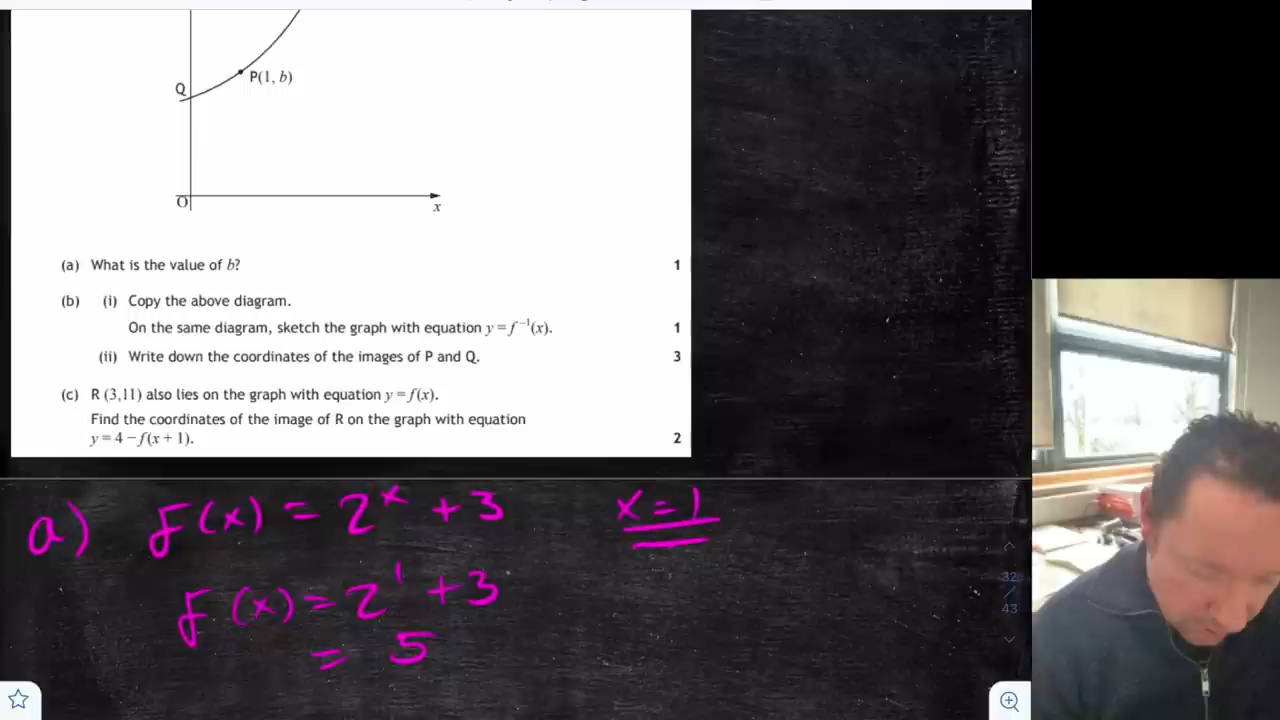 Q
P(1, b)
O
x
(a) What is the value of b? 1
(b) (i) Copy the above diagram.
On the same diagram, sketch the graph with equation y = f⁻¹(x). 1
(ii) Write down the coordinates of the images of P and Q. 3
(c) R (3,11) also lies on the graph with equation y = f(x).
Find the coordinates of the image of R on the graph with equation
y = 4 – f(x + 1). 2
a) f(x) = 2ˣ + 3 x = 1
f(x) = 2¹ + 3
= 5
32
/
43